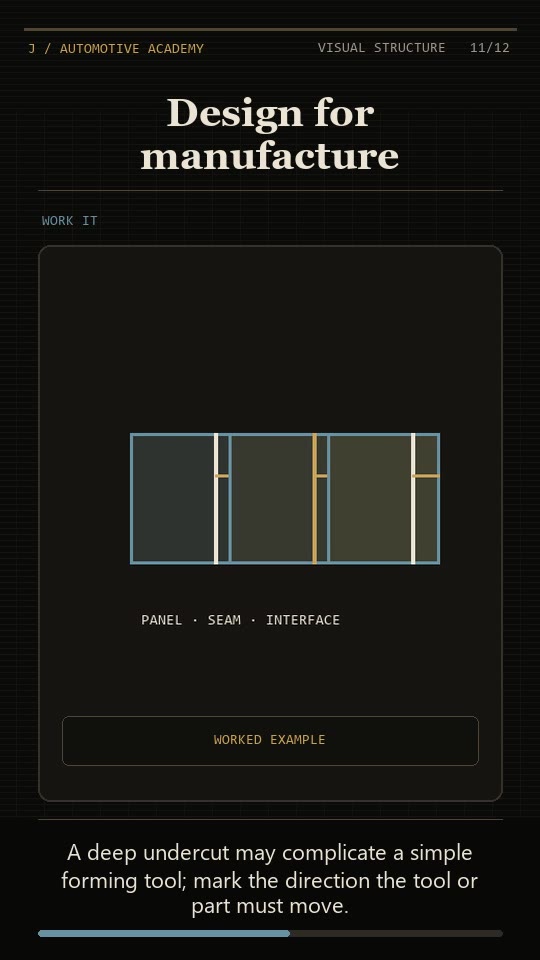 J / AUTOMOTIVE ACADEMY
VISUAL STRUCTURE 11/12
Design for
manufacture
WORK IT
PANEL · SEAM · INTERFACE
WORKED EXAMPLE
A deep undercut may complicate a simple
forming tool; mark the direction the tool or
part must move.